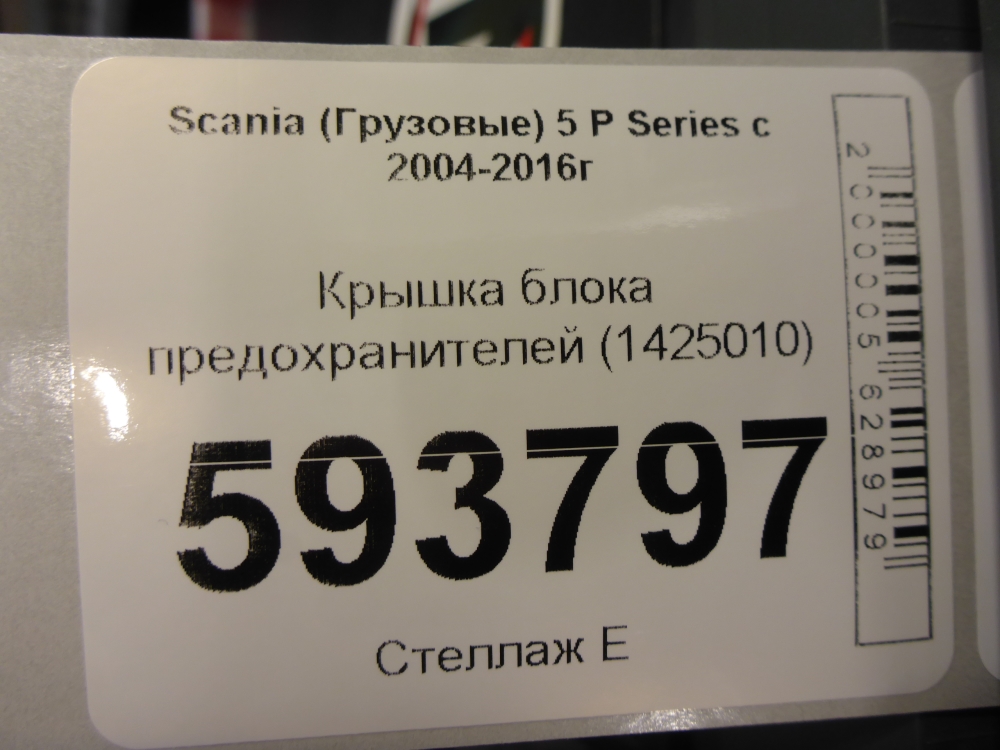 Scania (Грузовые) 5 P Series с
2004-2016г
Крышка блока
предохранителей (1425010)
593797
Стеллаж Е
2000005628979